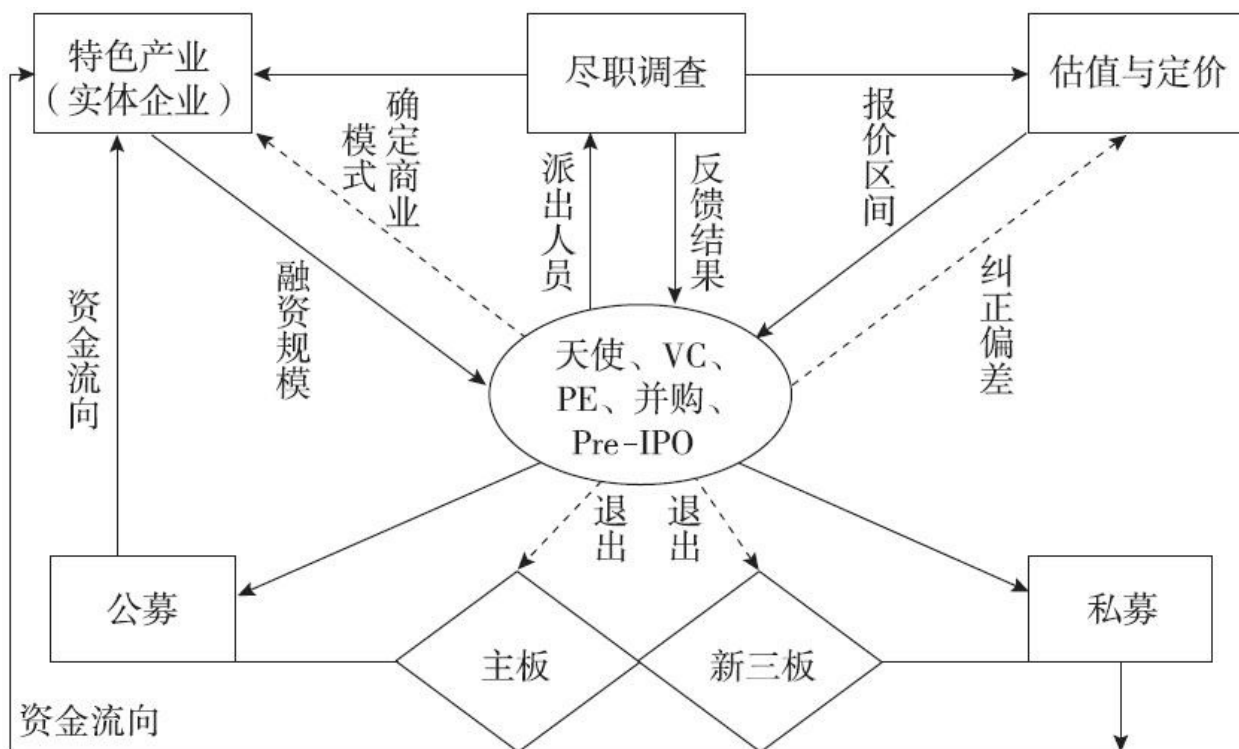 特色产业
（实体企业）
尽职调查
估值与定价
确定商业
模式
派出人员
反馈结果
报价区间
纠正偏差
融资规模
资金流向
天使、VC、
PE、并购、
Pre-IPO
退出
退出
公募
主板
新三板
私募
资金流向